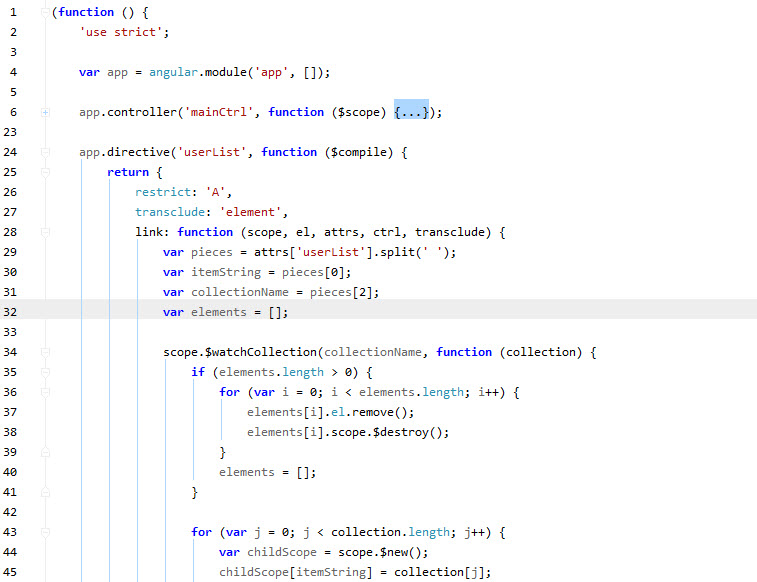 1 (function () {
2 'use strict';
3
4 var app = angular.module('app', []);
5
6 app.controller('mainCtrl', function ($scope) {...});
23
24 app.directive('userList', function ($compile) {
25 return {
26 restrict: 'A',
27 transclude: 'element',
28 link: function (scope, el, attrs, ctrl, transclude) {
29 var pieces = attrs['userList'].split(' ');
30 var itemString = pieces[0];
31 var collectionName = pieces[2];
32 var elements = [];
33
34 scope.$watchCollection(collectionName, function (collection) {
35 if (elements.length > 0) {
36 for (var i = 0; i < elements.length; i++) {
37 elements[i].el.remove();
38 elements[i].scope.$destroy();
39 }
40 elements = [];
41 }
42
43 for (var j = 0; j < collection.length; j++) {
44 var childScope = scope.$new();
45 childScope[itemString] = collection[j];